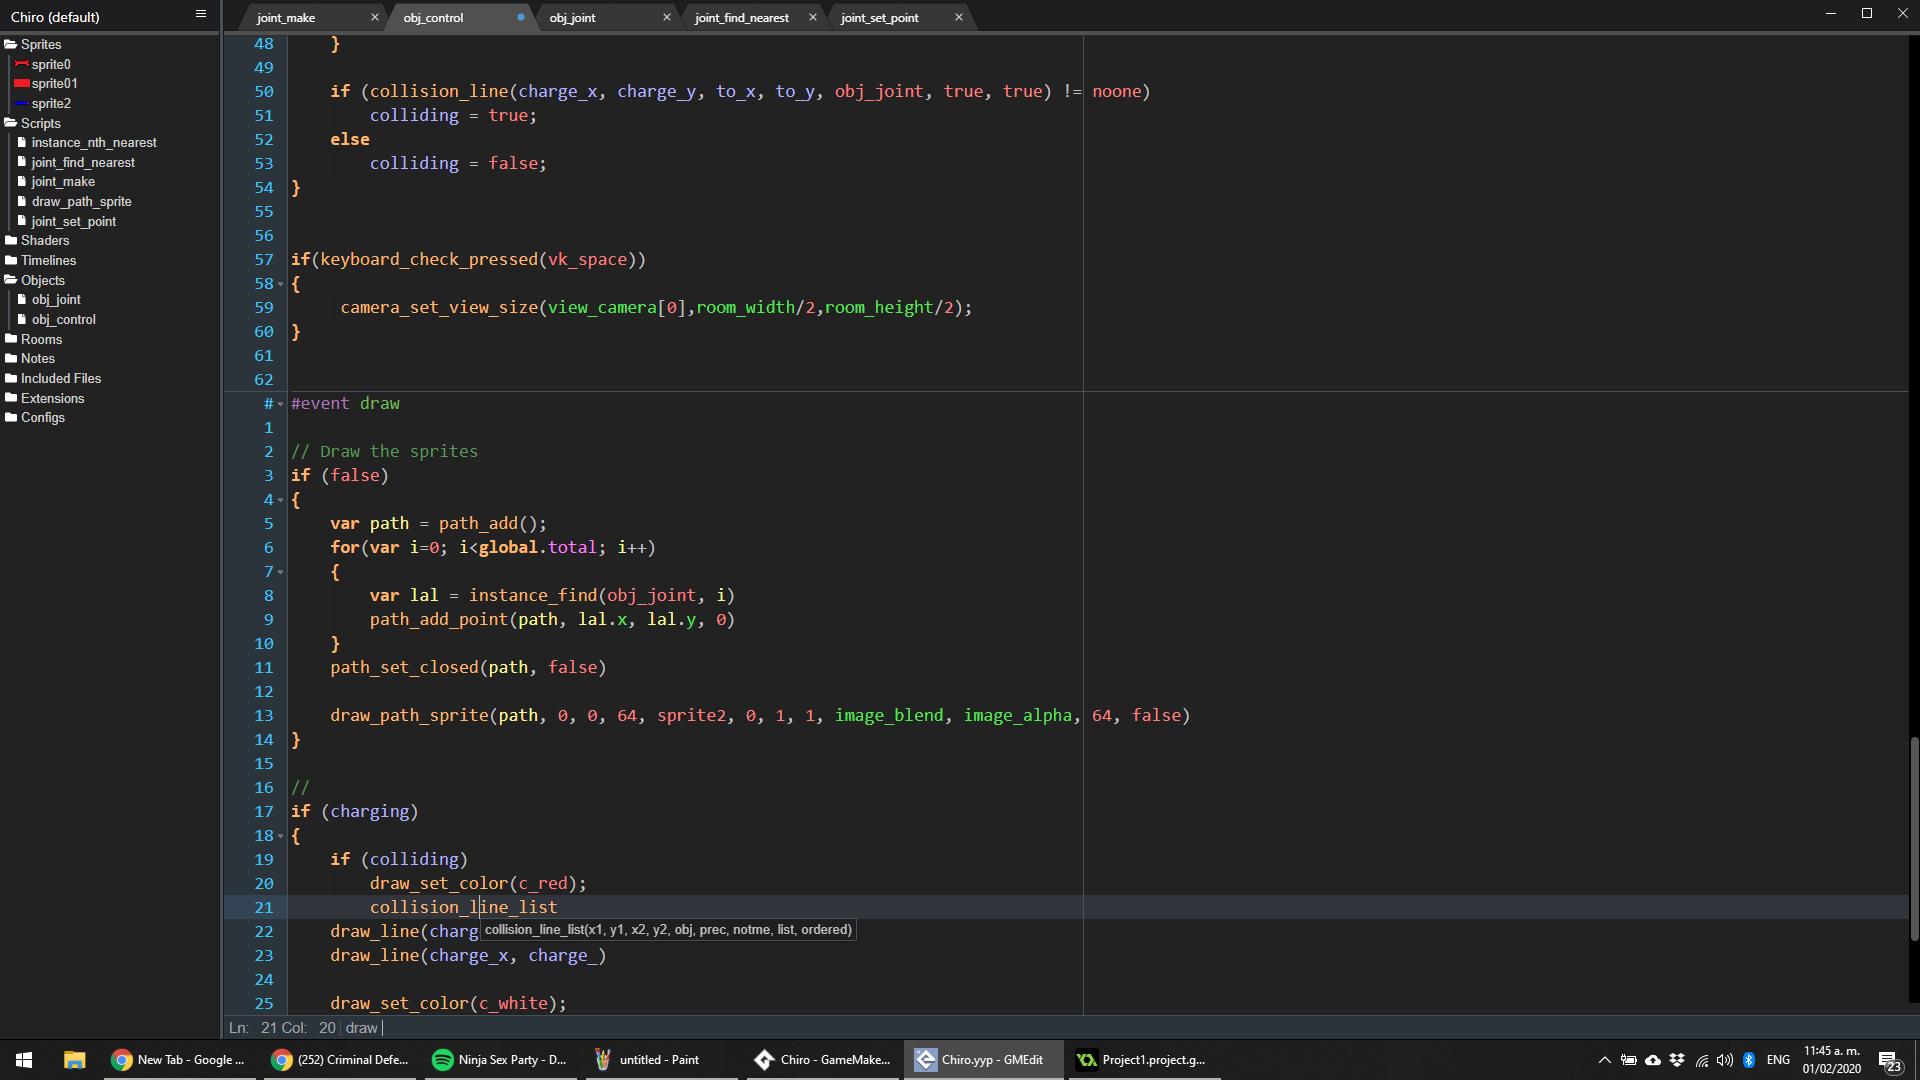 Chiro (default)
joint_make
obj_control
obj_joint
joint_find_nearest
joint_set_point
Sprites
sprite0
sprite01
sprite2
Scripts
instance_nth_nearest
joint_find_nearest
joint_make
draw_path_sprite
joint_set_point
Shaders
Timelines
Objects
obj_joint
obj_control
Rooms
Notes
Included Files
Extensions
Configs
48 }
49
50 if (collision_line(charge_x, charge_y, to_x, to_y, obj_joint, true, true) != noone)
51 colliding = true;
52 else
53 colliding = false;
54 }
55
56
57 if(keyboard_check_pressed(vk_space))
58 {
59 camera_set_view_size(view_camera[0],room_width/2,room_height/2);
60 }
61
62
# #event draw
1
2 // Draw the sprites
3 if (false)
4 {
5 var path = path_add();
6 for(var i=0; i<global.total; i++)
7 {
8 var lal = instance_find(obj_joint, i)
9 path_add_point(path, lal.x, lal.y, 0)
10 }
11 path_set_closed(path, false)
12
13 draw_path_sprite(path, 0, 0, 64, sprite2, 0, 1, 1, image_blend, image_alpha, 64, false)
14 }
15
16 //
17 if (charging)
18 {
19 if (colliding)
20 draw_set_color(c_red);
21 collision_line_list
22 draw_line(charg
collision_line_list(x1, y1, x2, y2, obj, prec, notme, list, ordered)
23 draw_line(charge_x, charge_)
24
25 draw_set_color(c_white);
Ln: 21 Col: 20 draw
New Tab - Google ...
(252) Criminal Defe...
Ninja Sex Party - D...
untitled - Paint
Chiro - GameMake...
Chiro.yyp - GMEdit
Project1.project.g...
ENG
11:45 a. m.
01/02/2020
23